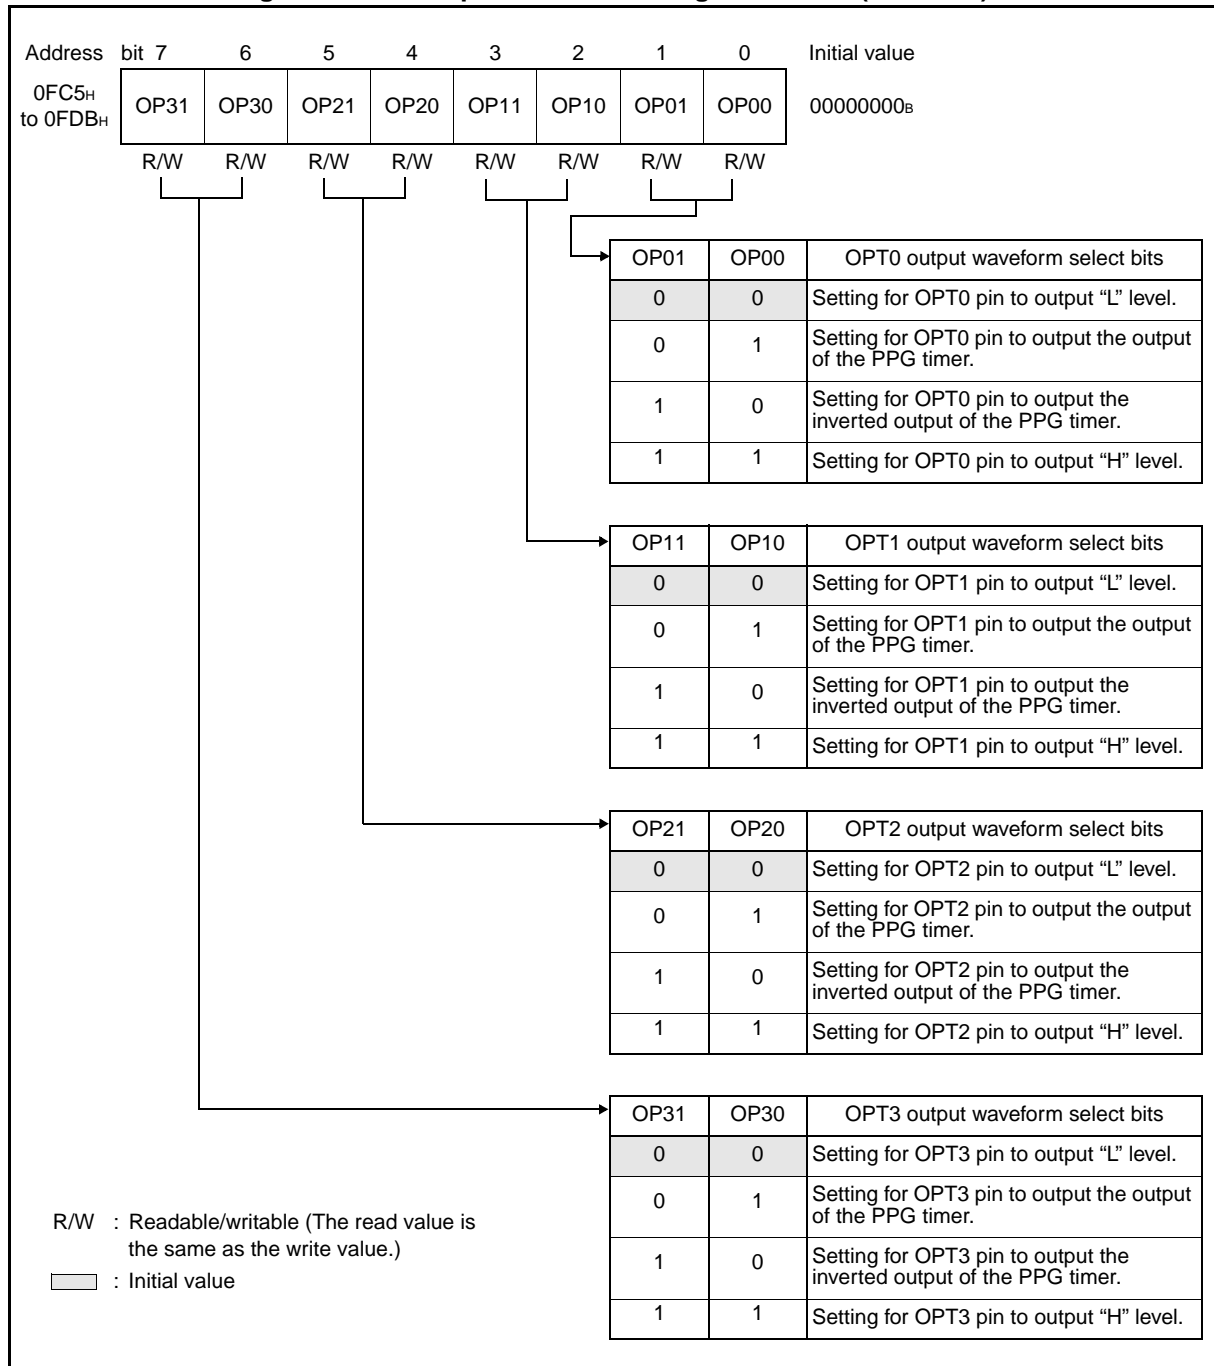 Address bit 7 6 5 4 3 2 1 0 Initial value
0FC5H
to 0FDBH
OP31 OP30 OP21 OP20 OP11 OP10 OP01 OP00 00000000B
R/W R/W R/W R/W R/W R/W R/W R/W
OP01 OP00 OPT0 output waveform select bits
0 0 Setting for OPT0 pin to output “L” level.
0 1 Setting for OPT0 pin to output the output
of the PPG timer.
1 0 Setting for OPT0 pin to output the
inverted output of the PPG timer.
1 1 Setting for OPT0 pin to output “H” level.
OP11 OP10 OPT1 output waveform select bits
0 0 Setting for OPT1 pin to output “L” level.
0 1 Setting for OPT1 pin to output the output
of the PPG timer.
1 0 Setting for OPT1 pin to output the
inverted output of the PPG timer.
1 1 Setting for OPT1 pin to output “H” level.
OP21 OP20 OPT2 output waveform select bits
0 0 Setting for OPT2 pin to output “L” level.
0 1 Setting for OPT2 pin to output the output
of the PPG timer.
1 0 Setting for OPT2 pin to output the
inverted output of the PPG timer.
1 1 Setting for OPT2 pin to output “H” level.
OP31 OP30 OPT3 output waveform select bits
0 0 Setting for OPT3 pin to output “L” level.
0 1 Setting for OPT3 pin to output the output
of the PPG timer.
1 0 Setting for OPT3 pin to output the
inverted output of the PPG timer.
1 1 Setting for OPT3 pin to output “H” level.
R/W : Readable/writable (The read value is
the same as the write value.)
: Initial value